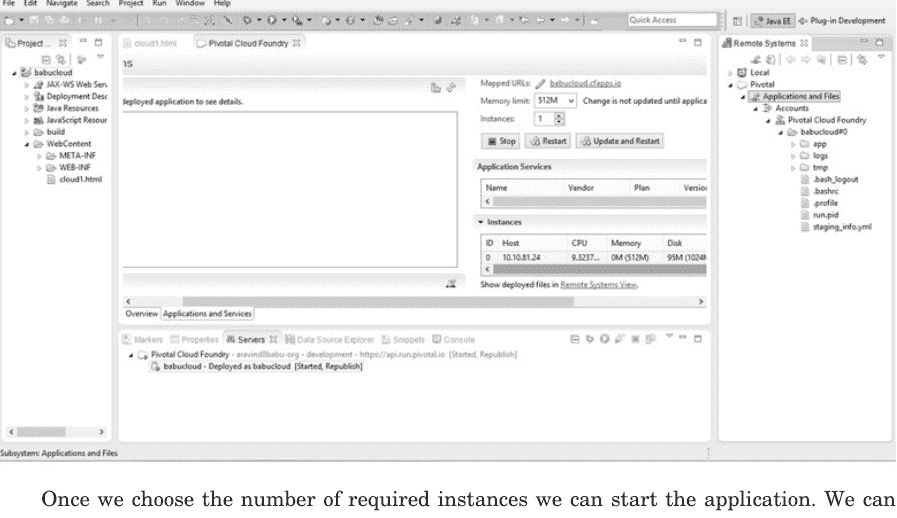 File Edit Navigate Search Project Run Window Help
Quick Access
Java EE Plug-in Development
Project ...
babucloud
JAX-WS Web Serv
Deployment Desc
Java Resources
JavaScript Resour
build
WebContent
META-INF
WEB-INF
cloud1.html
cloud1.html Pivotal Cloud Foundry
ns
deployed application to see details.
Mapped URLs: babucloud.cfapps.io
Memory limit: 512M Change is not updated until applica
Instances: 1
Stop Restart Update and Restart
Application Services
Name Vendor Plan Versio
Instances
ID Host CPU Memory Disk
0 10.10.81.24 9.3237... 0M (512M) 95M (1024M
Show deployed files in Remote Systems View.
Overview Applications and Services
Markers Properties Servers Data Source Explorer Snippets Console
Pivotal Cloud Foundry - aravind@babu-org - development - https://api.run.pivotal.io [Started, Republish]
babucloud - Deployed as babucloud [Started, Republish]
Remote Systems
Local
Pivotal
Applications and Files
Accounts
Pivotal Cloud Foundry
babucloud#0
app
logs
tmp
.bash_logout
.bashrc
.profile
run.pid
staging_info.yml
Subsystem: Applications and Files
Once we choose the number of required instances we can start the application. We can